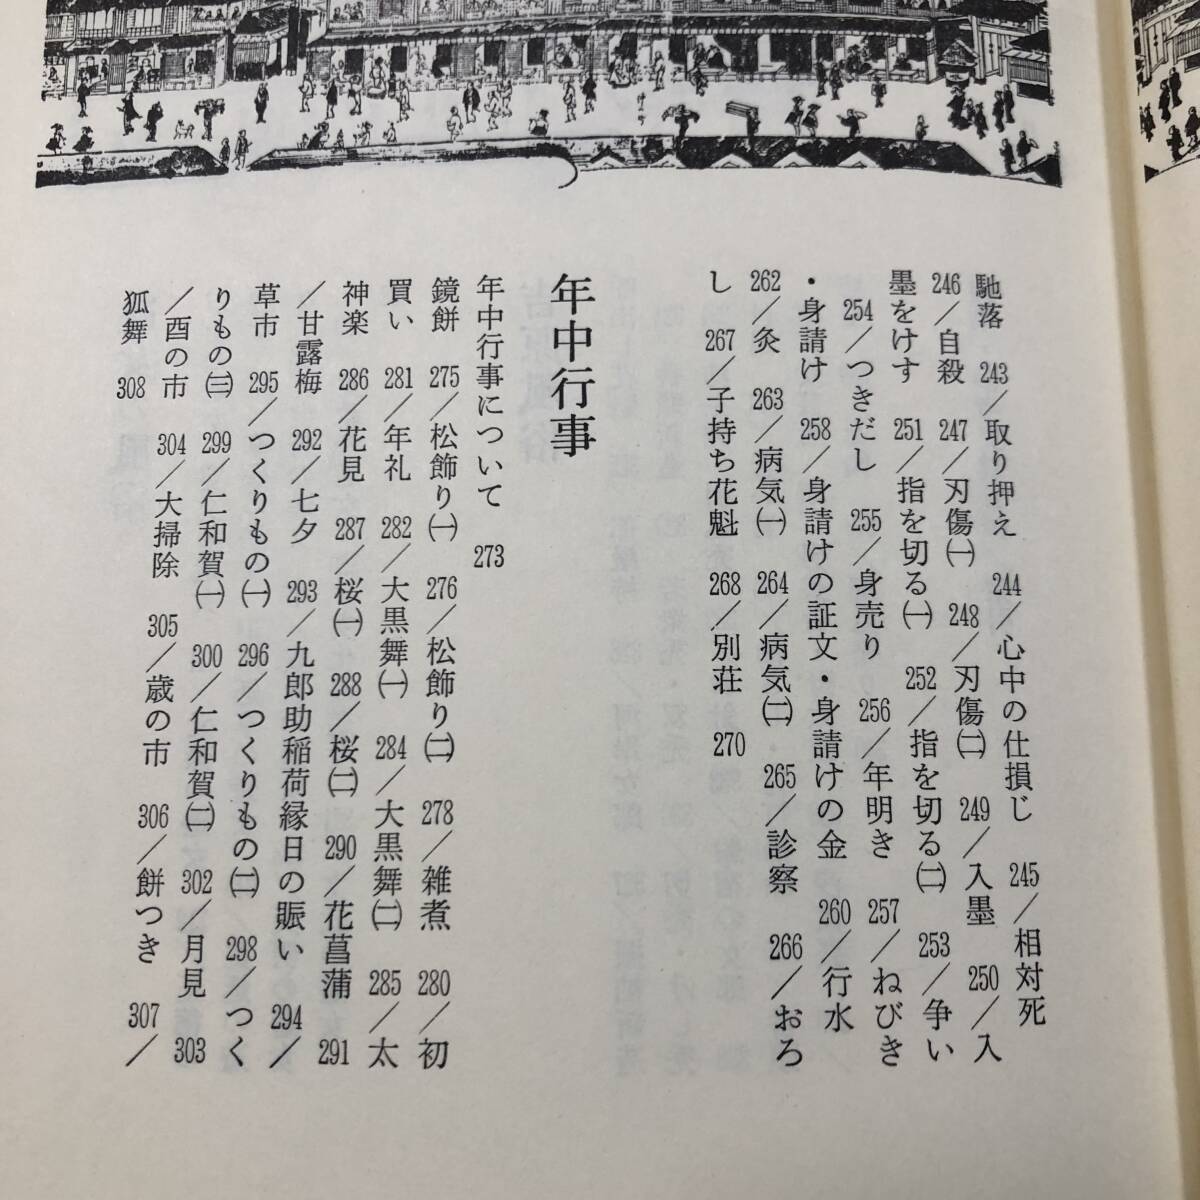 馳落　243／取り押え　244／心中の仕損じ　245／相対死
246／自殺　247／刃傷㈠　248／刃傷㈡　249／入墨　250／入
墨をけす　251／指を切る㈠　252／指を切る㈡　253／争い
254／つきだし　255／身売り　256／年明き　257／ねびき
・身請け　258／身請けの証文・身請けの金　260／行水
262／灸　263／病気㈠　264／病気㈡　265／診察　266／おろ
し　267／子持ち花魁　268／別荘　270
年中行事
年中行事について　273
鏡餅　275／松飾り㈠　276／松飾り㈡　278／雑煮　280／初
買い　281／年礼　282／大黒舞㈠　284／大黒舞㈡　285／太
神楽　286／花見　287／桜㈠　288／桜㈡　290／花菖蒲　291
／甘露梅　292／七夕　293／九郎助稲荷縁日の賑い　294／
草市　295／つくりもの㈠　296／つくりもの㈡　298／つく
りもの㈢　299／仁和賀㈠　300／仁和賀㈡　302／月見　303
／酉の市　304／大掃除　305／歳の市　306／餅つき　307／
狐舞　308